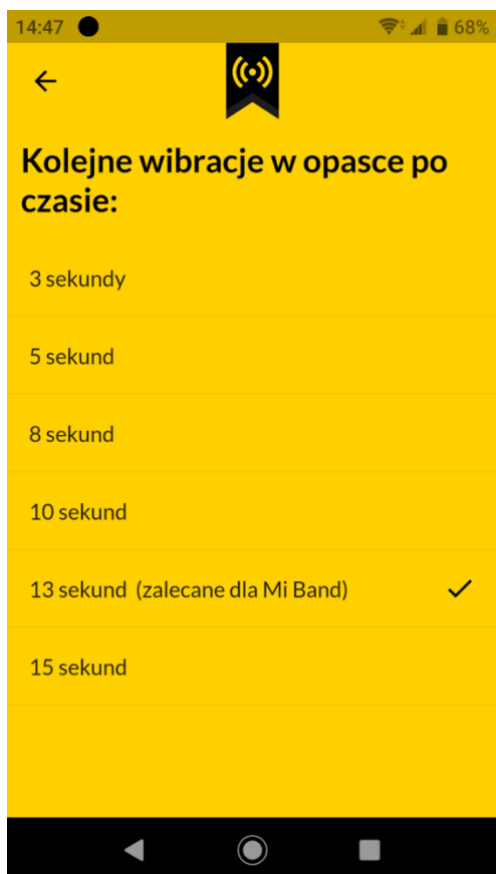 14:47
68%
Kolejne wibracje w opasce po
czasie:
3 sekundy
5 sekund
8 sekund
10 sekund
13 sekund (zalecane dla Mi Band)
15 sekund